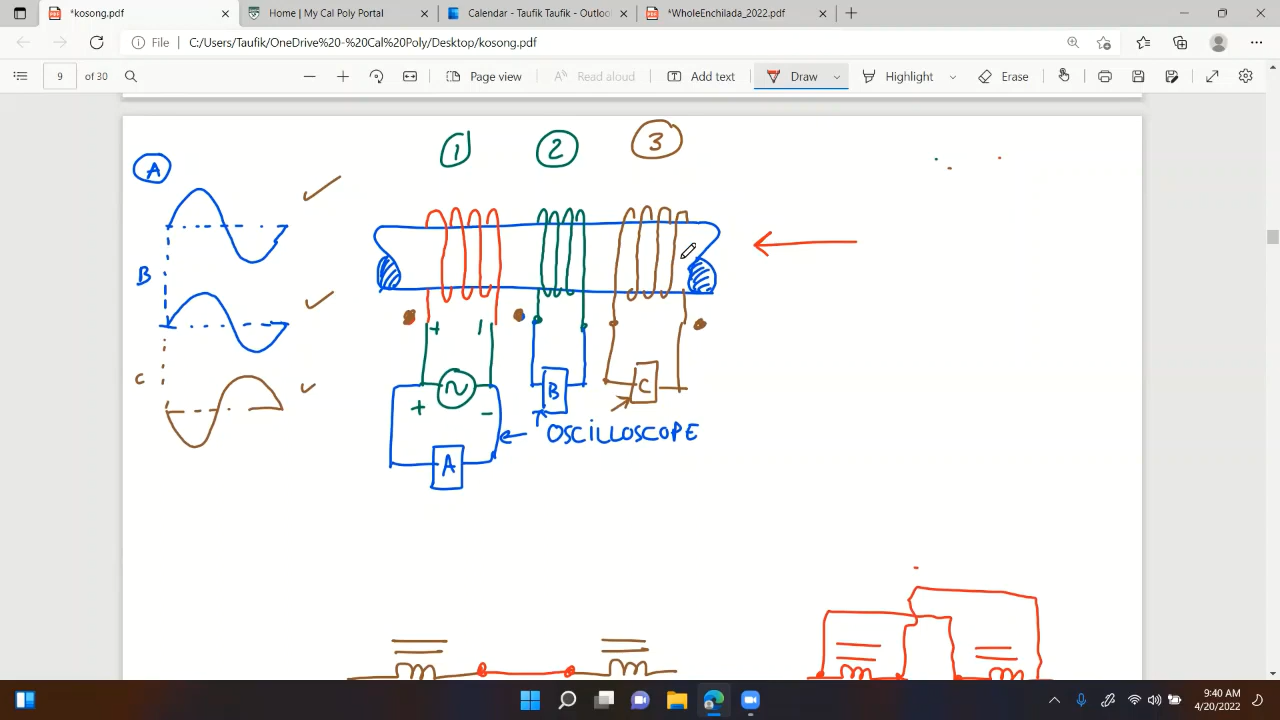 *kosong.pdf
Home | My Cal Poly Portal
Calendar - Taufik Taufik - Outloo
*WholeEnchilada_2022.pdf
File
C:/Users/Taufik/OneDrive%20-%20Cal%20Poly/Desktop/kosong.pdf
9 of 30
Page view
Read aloud
Add text
Draw
Highlight
Erase
1 2 3
A
B
C
+ -
+ -
B
C
OSCILLOSCOPE
A
9:40 AM
4/20/2022